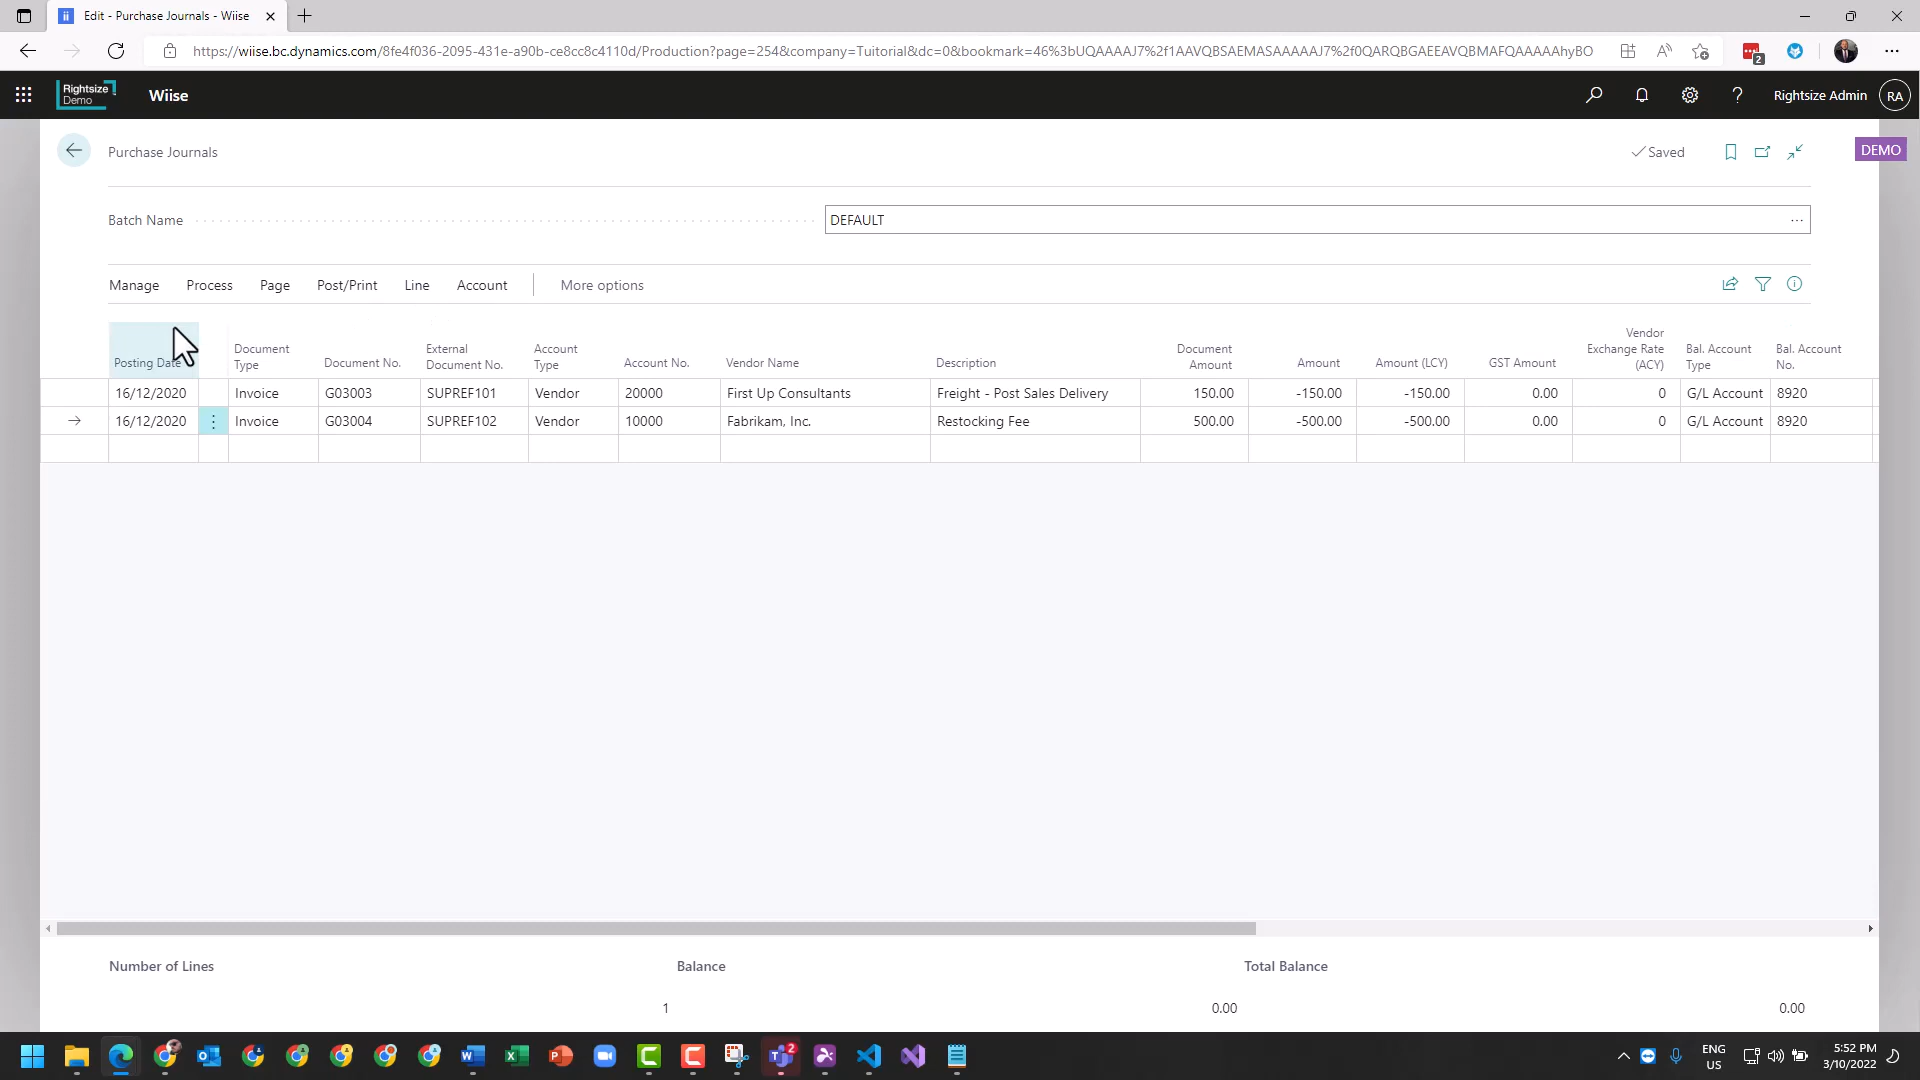 Edit - Purchase Journals - Wiise
https://wiise.bc.dynamics.com/8fe4f036-2095-431e-a90b-ce8cc8c4110d/Production?page=254&company=Tuitorial&dc=0&bookmark=46%3bUQAAAAJ7%2f1AAVQBSAEMASAAAAAJ7%2f0QARQBGAEEAVQBMAFQAAAAAhyBO
2
Rightsize Demo
Wiise
Rightsize Admin
RA
Purchase Journals
Saved
DEMO
Batch Name
DEFAULT
Manage Process Page Post/Print Line Account More options
Posting Date Document Type Document No. External Document No. Account Type Account No. Vendor Name Description Document Amount Amount Amount (LCY) GST Amount Vendor Exchange Rate (ACY) Bal. Account Type Bal. Account No.
16/12/2020 Invoice G03003 SUPREF101 Vendor 20000 First Up Consultants Freight - Post Sales Delivery 150.00 -150.00 -150.00 0.00 0 G/L Account 8920
16/12/2020 Invoice G03004 SUPREF102 Vendor 10000 Fabrikam, Inc. Restocking Fee 500.00 -500.00 -500.00 0.00 0 G/L Account 8920
Number of Lines Balance Total Balance
1 0.00 0.00
2
ENG
US
5:52 PM
3/10/2022